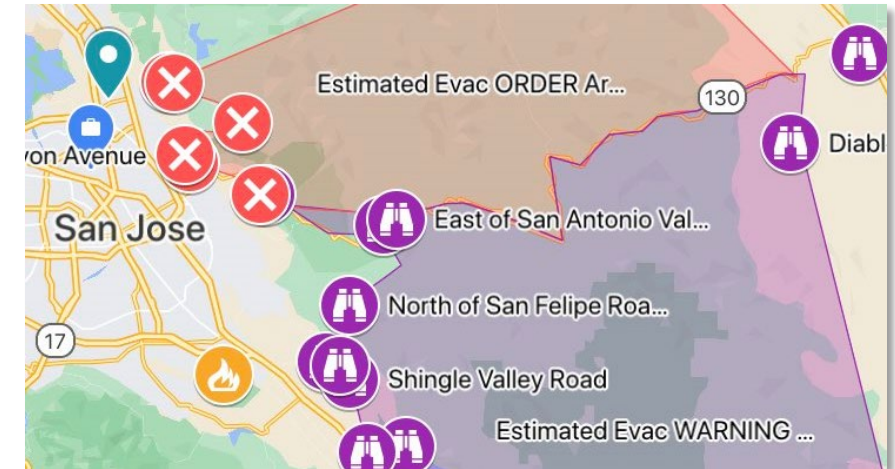 Estimated Evac ORDER Ar...
130
von Avenue
Diabl
San Jose
East of San Antonio Val...
North of San Felipe Roa...
17
Shingle Valley Road
Estimated Evac WARNING ...